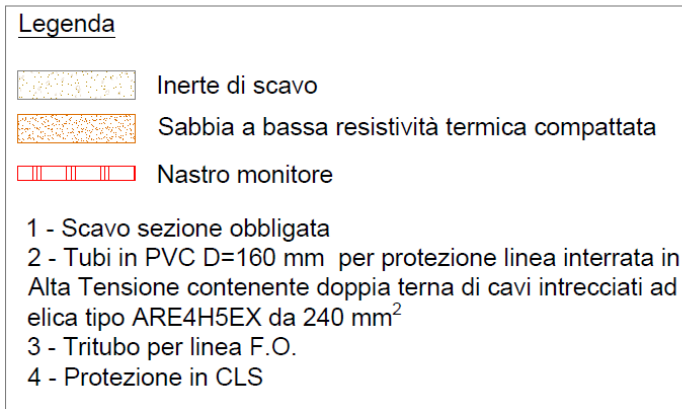 Legenda
Inerte di scavo
Sabbia a bassa resistività termica compattata
Nastro monitore
1 - Scavo sezione obbligata
2 - Tubi in PVC D=160 mm per protezione linea interrata in
Alta Tensione contenente doppia terna di cavi intrecciati ad
elica tipo ARE4H5EX da 240 mm²
3 - Tritubo per linea F.O.
4 - Protezione in CLS